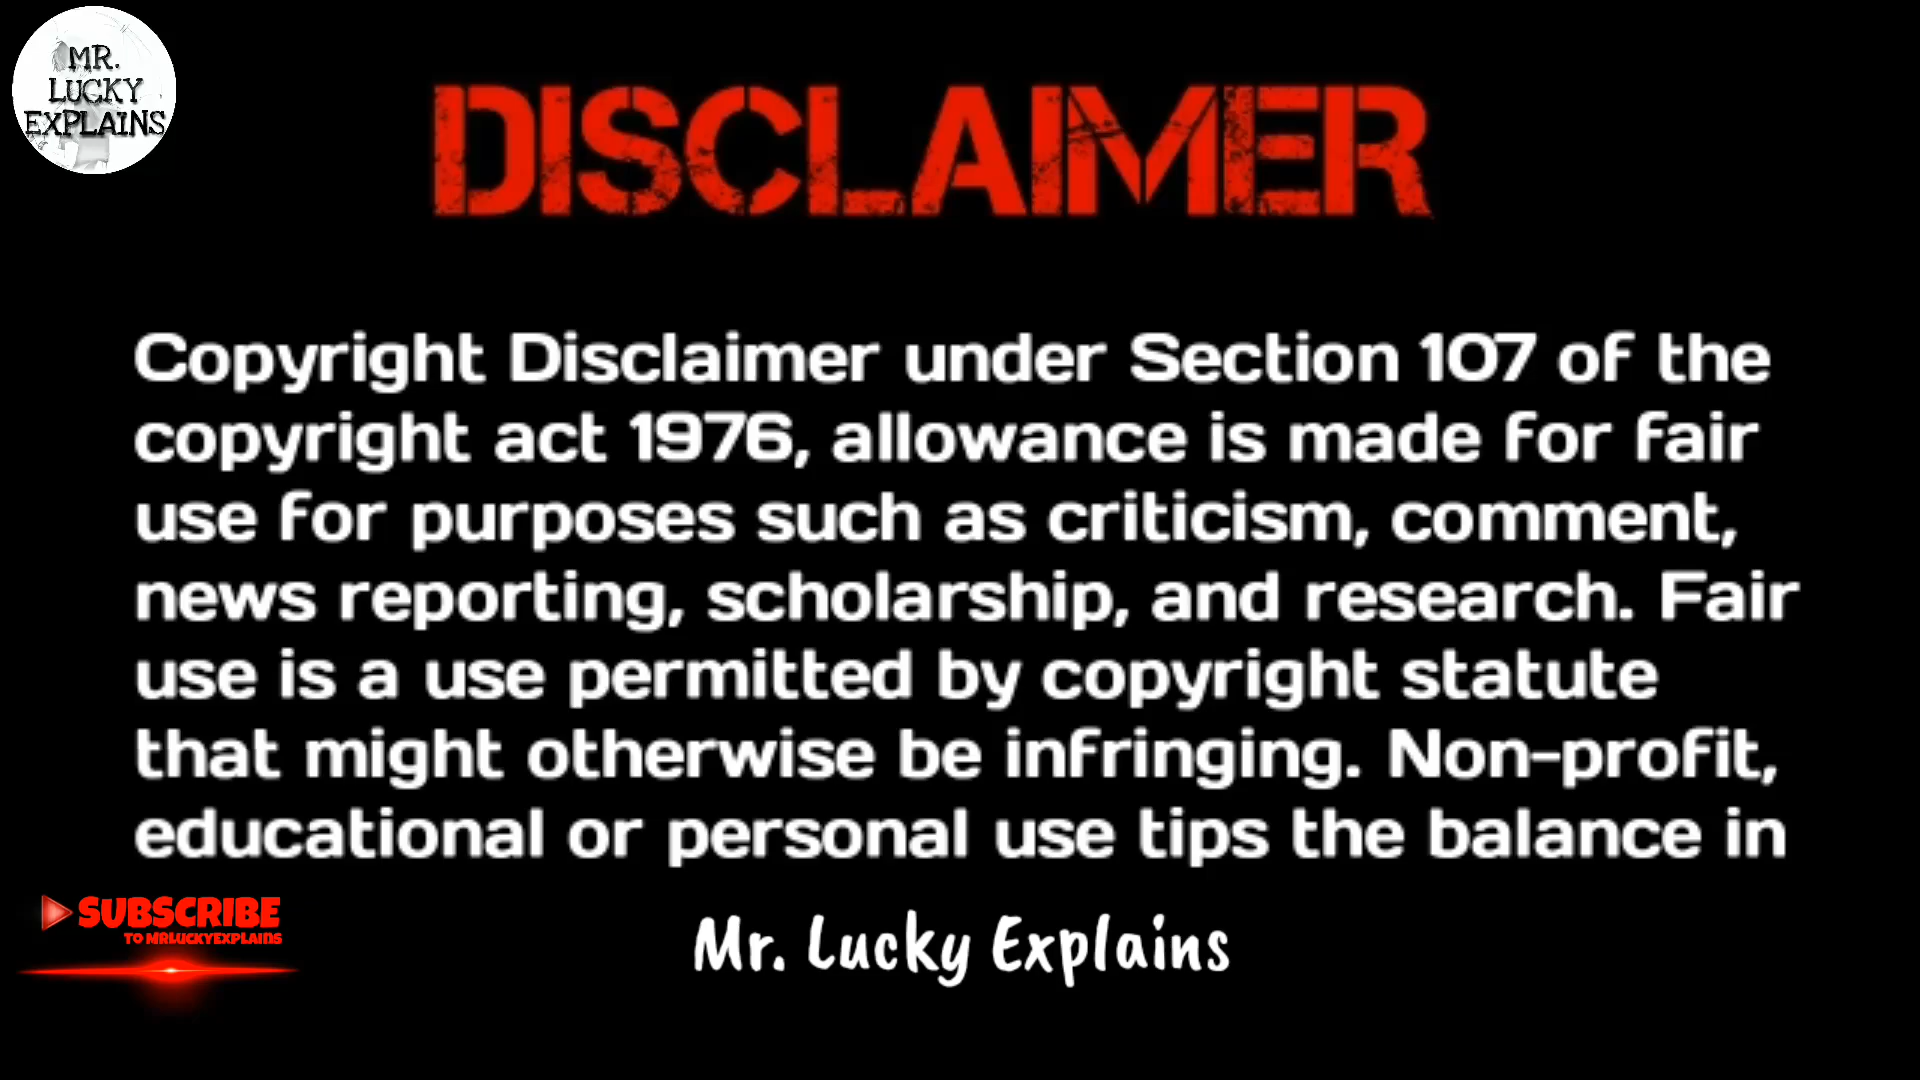 MR.
LUCKY
EXPLAINS
DISCLAIMER
Copyright Disclaimer under Section 107 of the
copyright act 1976, allowance is made for fair
use for purposes such as criticism, comment,
news reporting, scholarship, and research. Fair
use is a use permitted by copyright statute
that might otherwise be infringing. Non-profit,
educational or personal use tips the balance in
SUBSCRIBE
TO MRLUCKYEXPLAINS
Mr. Lucky Explains